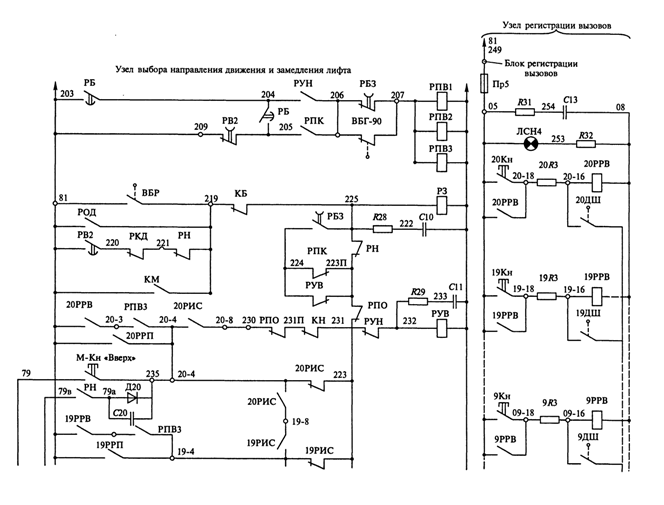 Узел регистрации вызовов
81
249
Блок регистрации
вызовов
Пр5
Узел выбора направления движения и замедления лифта
203
РБ
204
РУН
206
РБЗ
207
РПВ1
РБ
209
РВ2
205
РПК
ВБГ-90
РПВ2
РПВ3
05
R31
254
C13
08
ЛСН4
253
R32
81
ВБР
219
КБ
225
РЗ
РОД
РВ2
220
РКД
221
РН
РБЗ
R28
222
C10
РПК
РН
224
223П
КМ
РУВ
R29
233
C11
20РРВ
РПВ3
20РИС
РПО
20-3
20-4
20-8
230
РПО
231П
КН
231
РУН
232
РУВ
20РРП
М-Кн «Вверх»
79
235
20-4
20РИС
223
79в
РН
79а
Д20
C20
20РИС
19РРВ
РПВ3
19-8
19РРП
19-4
19РИС
19РИС
20Кн
20-18
20R3
20-16
20РРВ
20РРВ
20ДШ
19Кн
19-18
19R3
19-16
19РРВ
19РРВ
19ДШ
9Кн
09-18
9R3
09-16
9РРВ
9РРВ
9ДШ